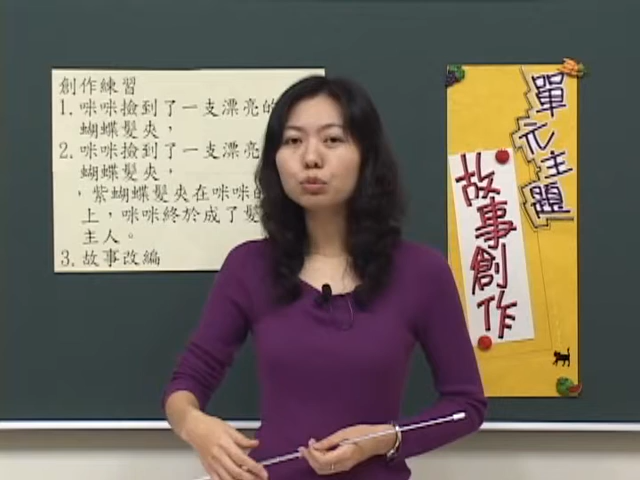 創作練習
1. 咪咪撿到了一支漂亮的
蝴蝶髮夾，
2. 咪咪撿到了一支漂亮
蝴蝶髮夾，
，紫蝴蝶髮夾在咪咪的
上，咪咪終於成了髮
主人。
3. 故事改編
單元主題
故事創作